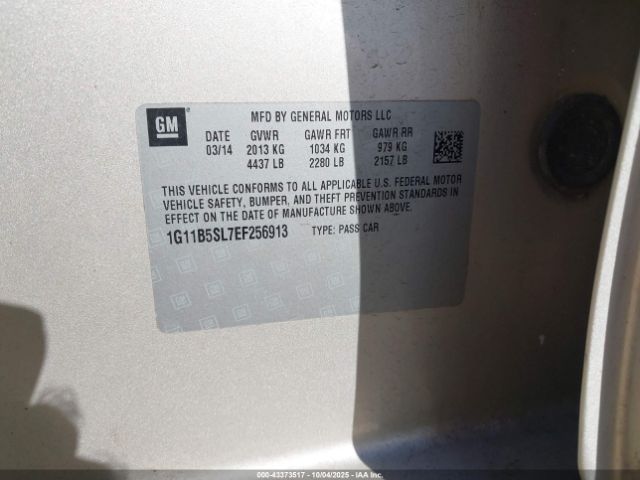 GM
MFD BY GENERAL MOTORS LLC
DATE GVWR GAWR FRT GAWR RR
03/14 2013 KG 1034 KG 979 KG
4437 LB 2280 LB 2157 LB
THIS VEHICLE CONFORMS TO ALL APPLICABLE U.S. FEDERAL MOTOR
VEHICLE SAFETY, BUMPER, AND THEFT PREVENTION STANDARDS IN
EFFECT ON THE DATE OF MANUFACTURE SHOWN ABOVE.
1G11B5SL7EF256913 TYPE: PASS CAR
000-43373517 - 10/04/2025 - IAA Inc.